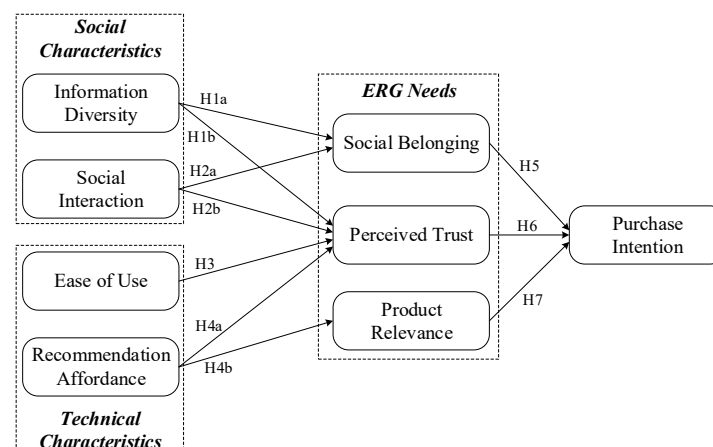 Social
Characteristics
Information
Diversity
Social
Interaction
Ease of Use
Recommendation
Affordance
Technical
Characteristics
H1a
H1b
H2a
H2b
H3
H4a
H4b
ERG Needs
Social Belonging
Perceived Trust
Product
Relevance
H5
H6
H7
Purchase
Intention